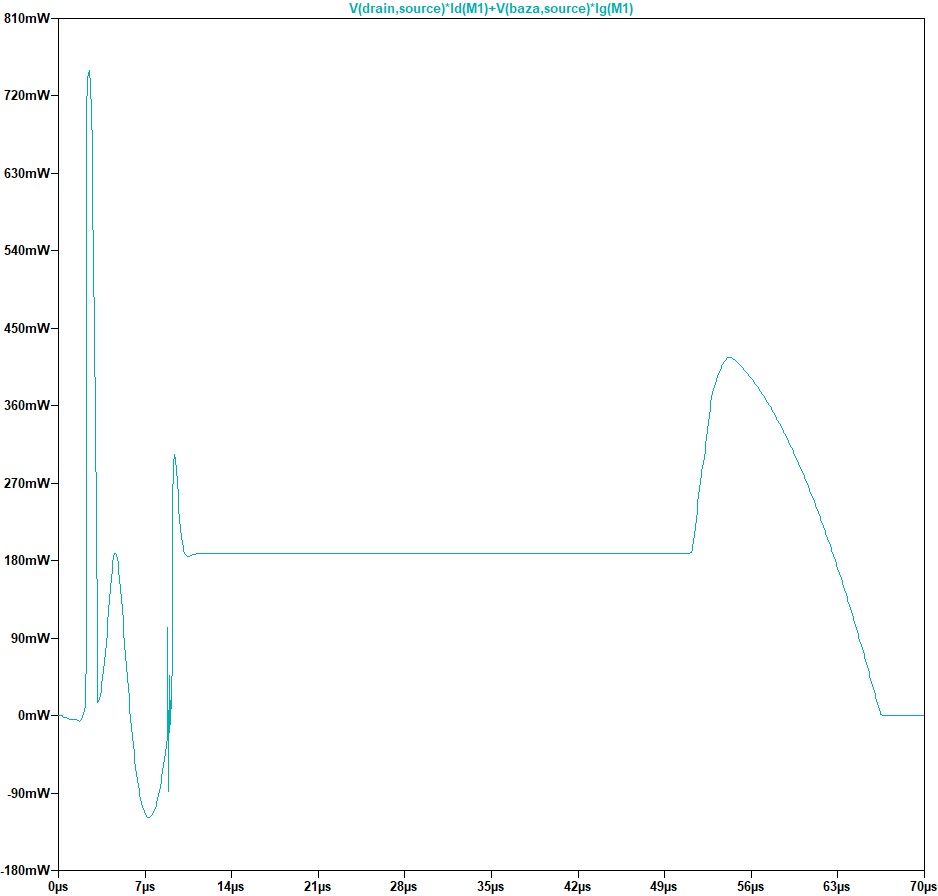 V(drain,source)*Id(M1)+V(baza,source)*Ig(M1)
810mW
720mW
630mW
540mW
450mW
360mW
270mW
180mW
90mW
0mW
-90mW
-180mW
0µs 7µs 14µs 21µs 28µs 35µs 42µs 49µs 56µs 63µs 70µs